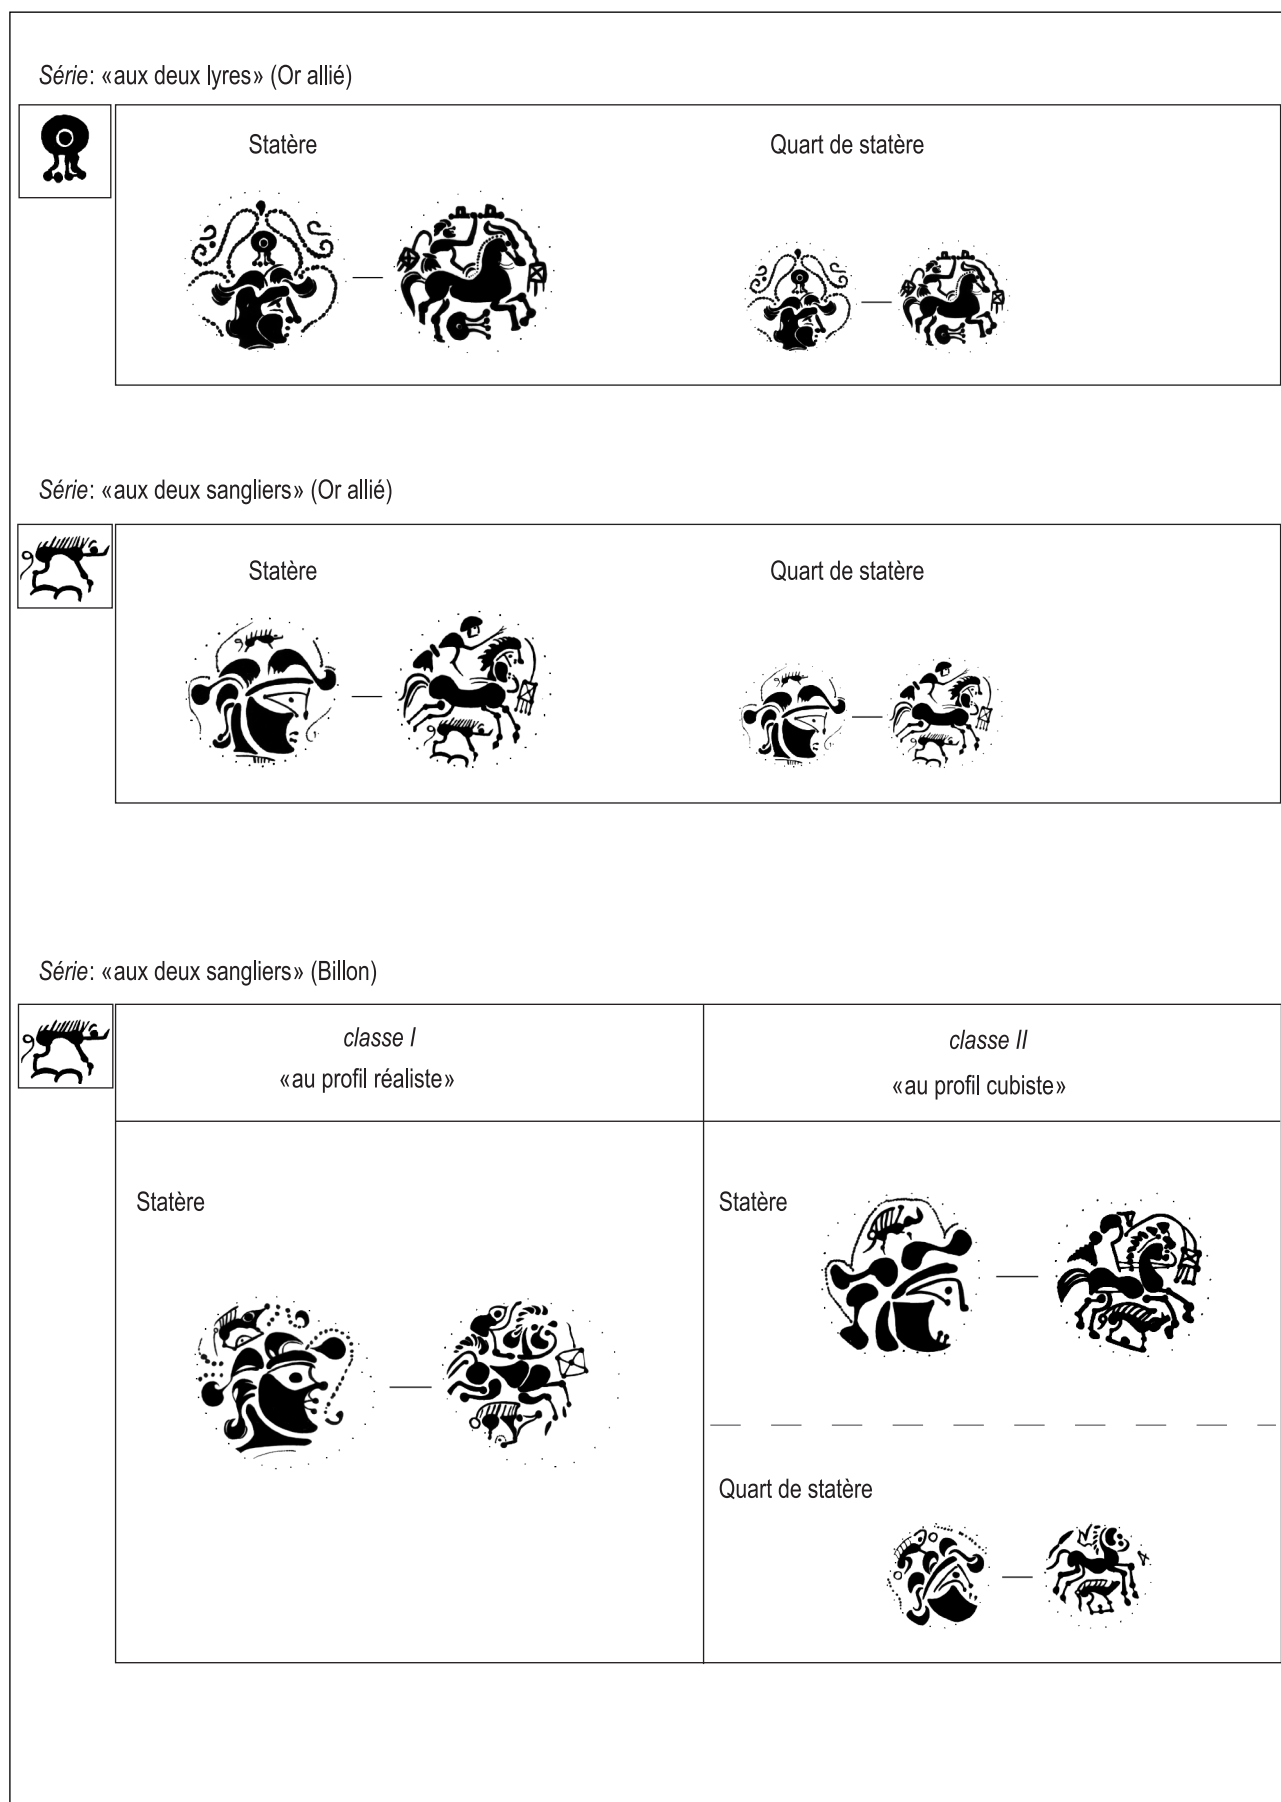 Série: «aux deux lyres» (Or allié)
Statère
Quart de statère
Série: «aux deux sangliers» (Or allié)
Statère
Quart de statère
Série: «aux deux sangliers» (Billon)
classe I
«au profil réaliste»
classe II
«au profil cubiste»
Statère
Statère
Quart de statère